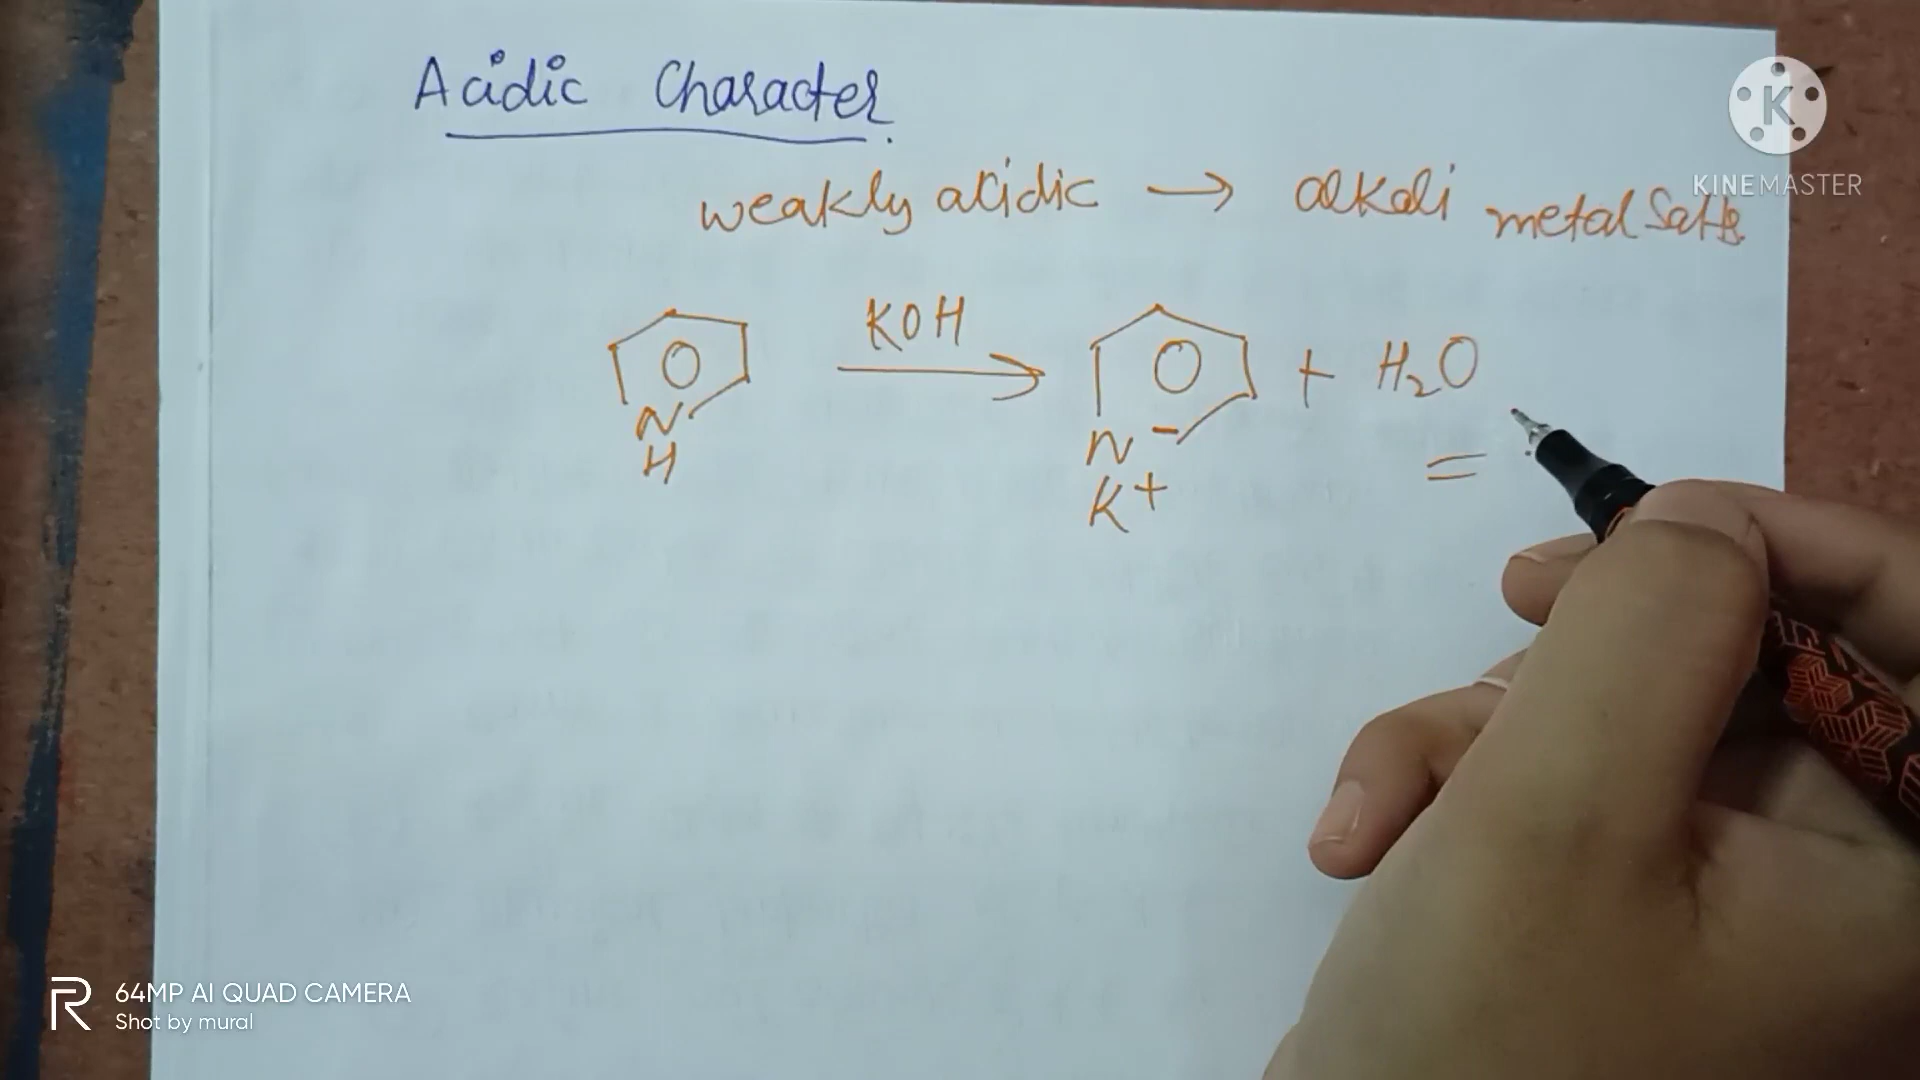 Acidic Character.
weakly acidic → alkali metal Salts
KOH
+ H₂O
N
H
N⁻
K+
=
KINEMASTER
64MP AI QUAD CAMERA
Shot by mural